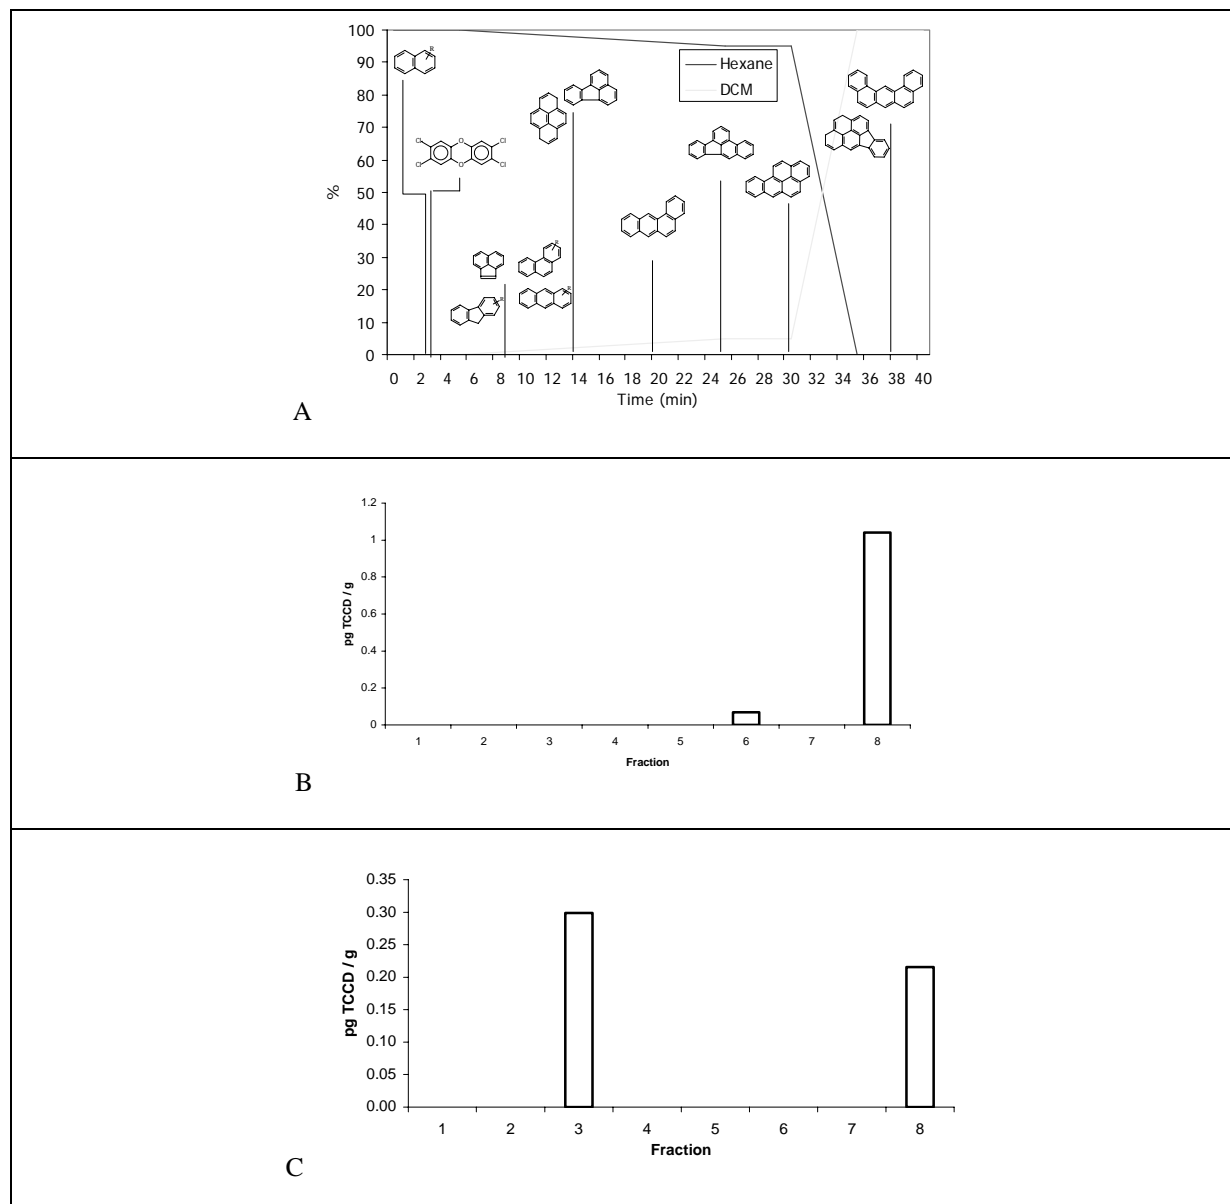 100
90
80
70
60
50
40
30
20
10
0
%
R
Cl
O
Cl
Cl
O
Cl
R
R
R
Hexane
DCM
0 2 4 6 8 10 12 14 16 18 20 22 24 26 28 30 32 34 36 38 40
Time (min)
A
1.2
1
0.8
0.6
0.4
0.2
0
pg TCCD / g
1 2 3 4 5 6 7 8
Fraction
B
0.35
0.30
0.25
0.20
0.15
0.10
0.05
0.00
pg TCCD / g
1 2 3 4 5 6 7 8
Fraction
C